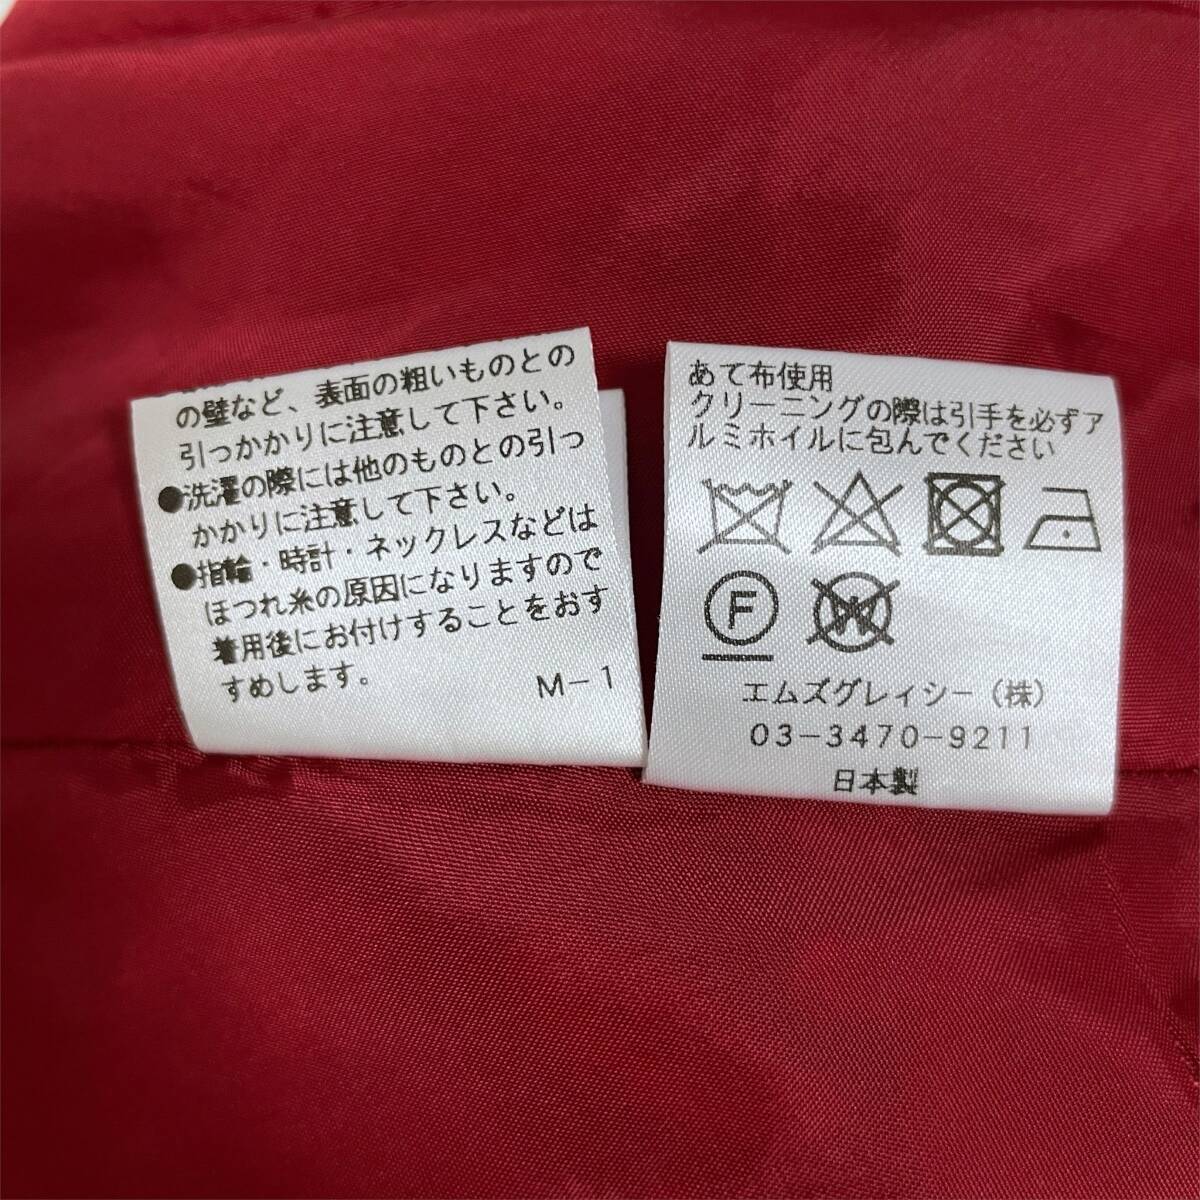 の壁など、表面の粗いものとの
引っかかりに注意して下さい。
●洗濯の際には他のものとの引っ
かかりに注意して下さい。
●指輪・時計・ネックレスなどは
ほつれ糸の原因になりますので
着用後にお付けすることをおす
すめします。
M-1
あて布使用
クリーニングの際は引手を必ずア
ルミホイルに包んでください
F
W
エムズグレイシー(株)
03-3470-9211
日本製